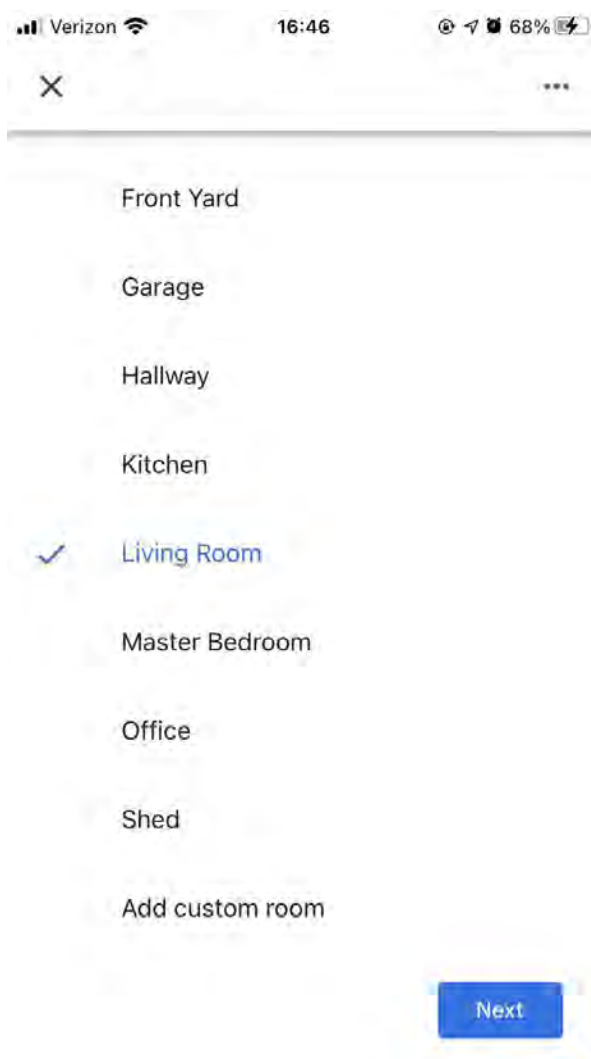 Verizon 16:46 68%
Front Yard
Garage
Hallway
Kitchen
Living Room
Master Bedroom
Office
Shed
Add custom room
Next